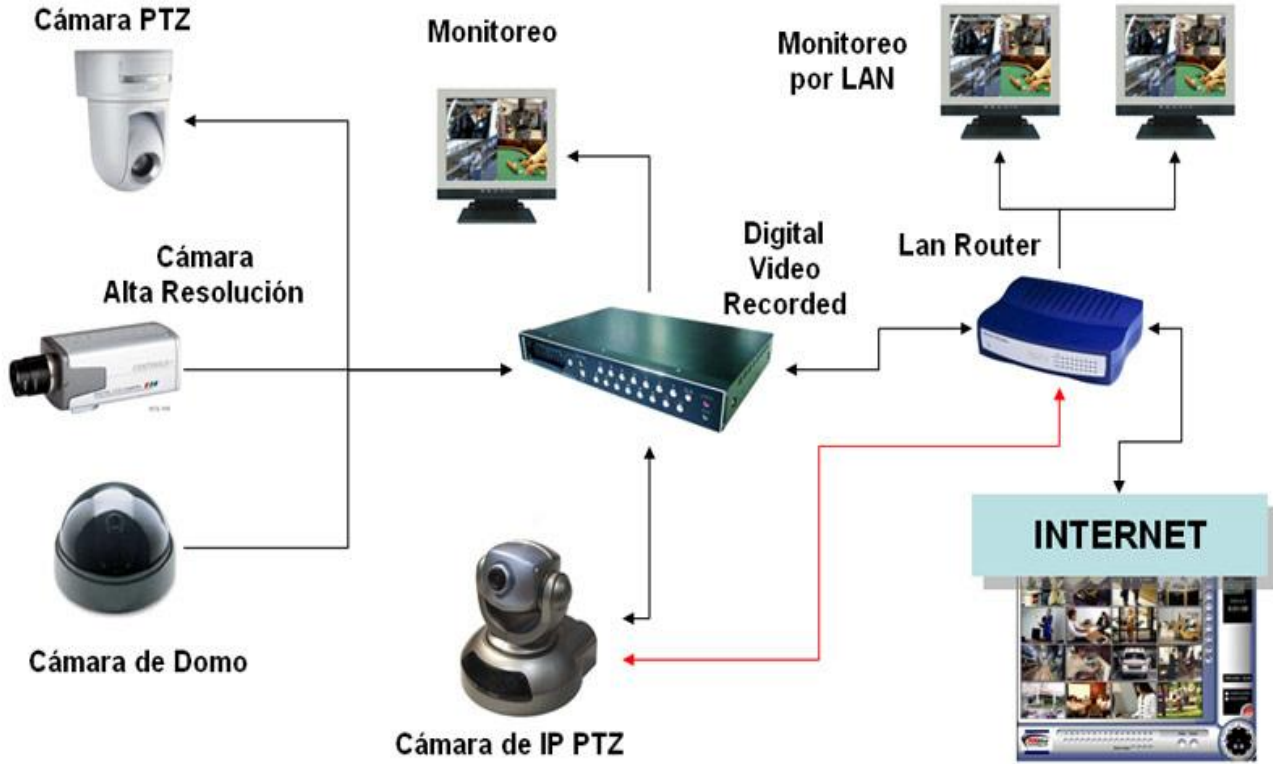 Cámara PTZ
Monitoreo
Monitoreo
por LAN
Cámara
Alta Resolución
Digital
Video
Recorded
Lan Router
INTERNET
Cámara de Domo
Cámara de IP PTZ